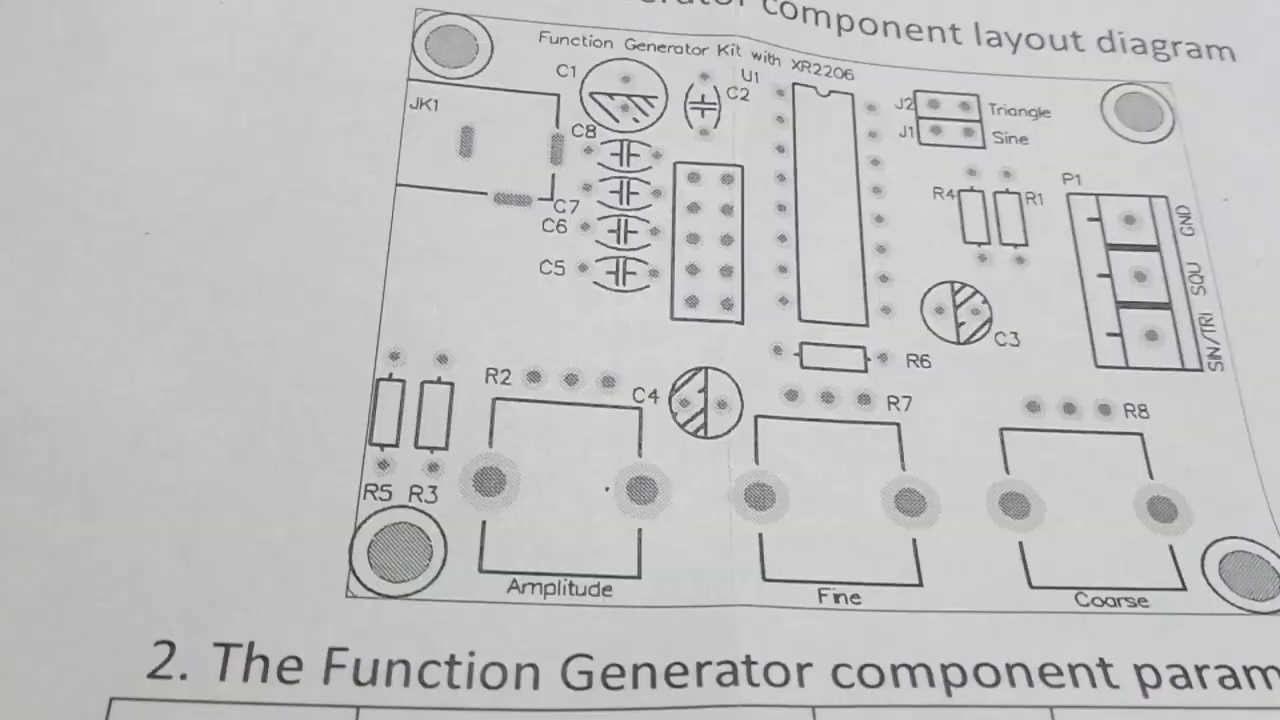 component layout diagram
Function Generator Kit with XR2206
C1
U1
C2
JK1
C8
J2
Triangle
J1
Sine
P1
C7
R4
R1
GND
C6
C5
SQU
C3
SIN/TRI
R6
R2
C4
R7
R8
R5
R3
Amplitude
Fine
Coarse
2. The Function Generator component param